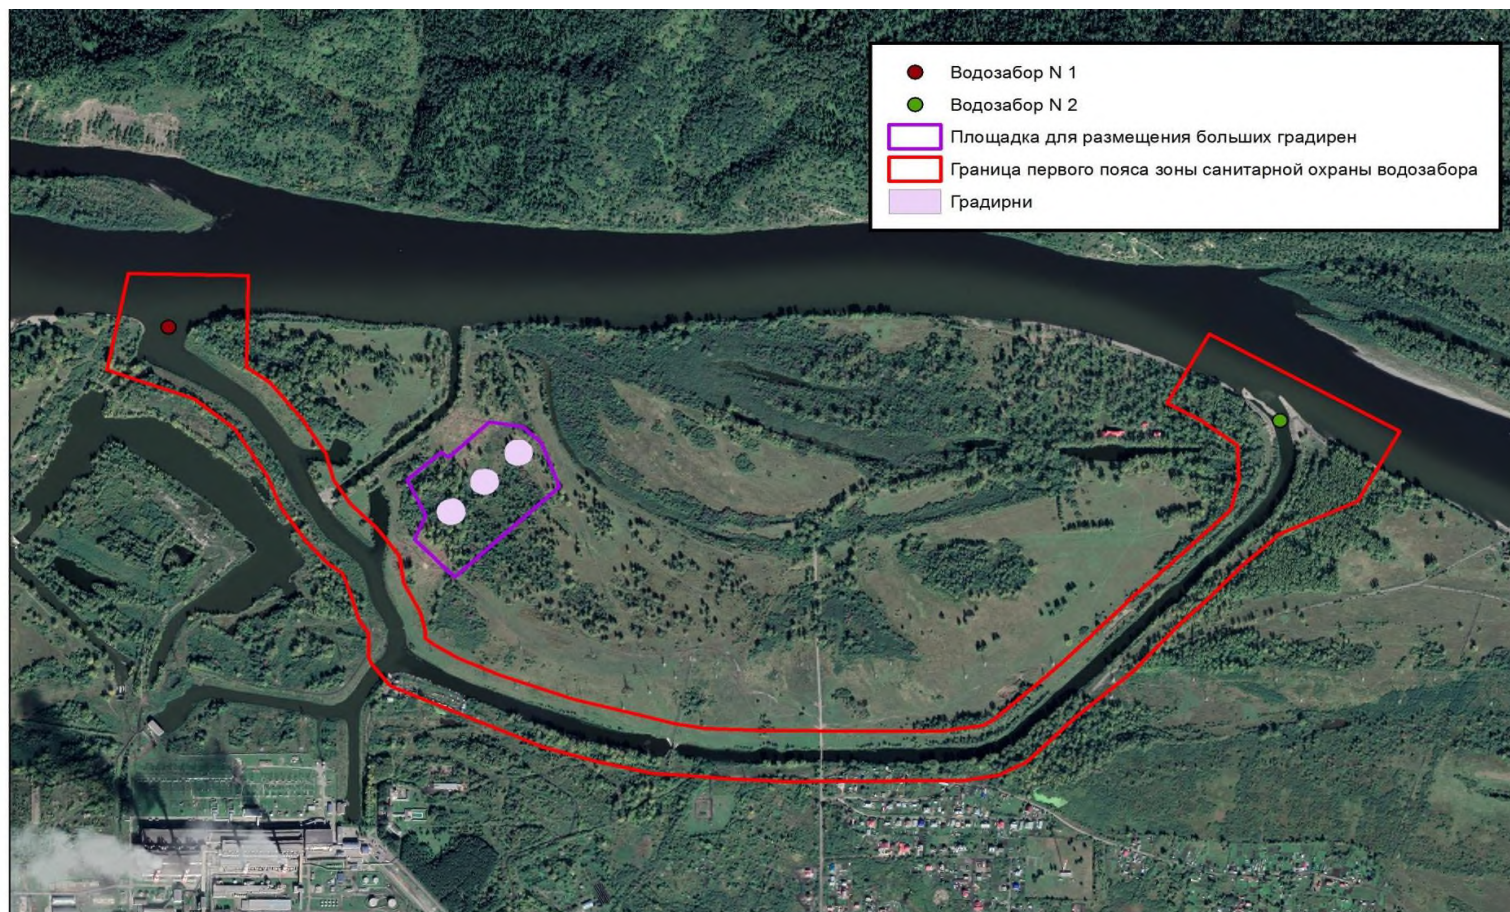 Водозабор N 1
Водозабор N 2
Площадка для размещения больших градирен
Граница первого пояса зоны санитарной охраны водозабора
Градирни